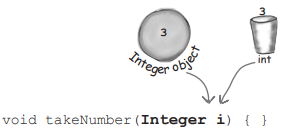 3
3
Integer object
int
void takeNumber(Integer i) { }